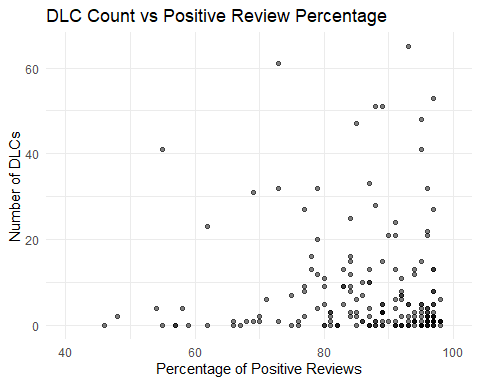 DLC Count vs Positive Review Percentage
Number of DLCs
60
40
20
0
40 60 80 100
Percentage of Positive Reviews